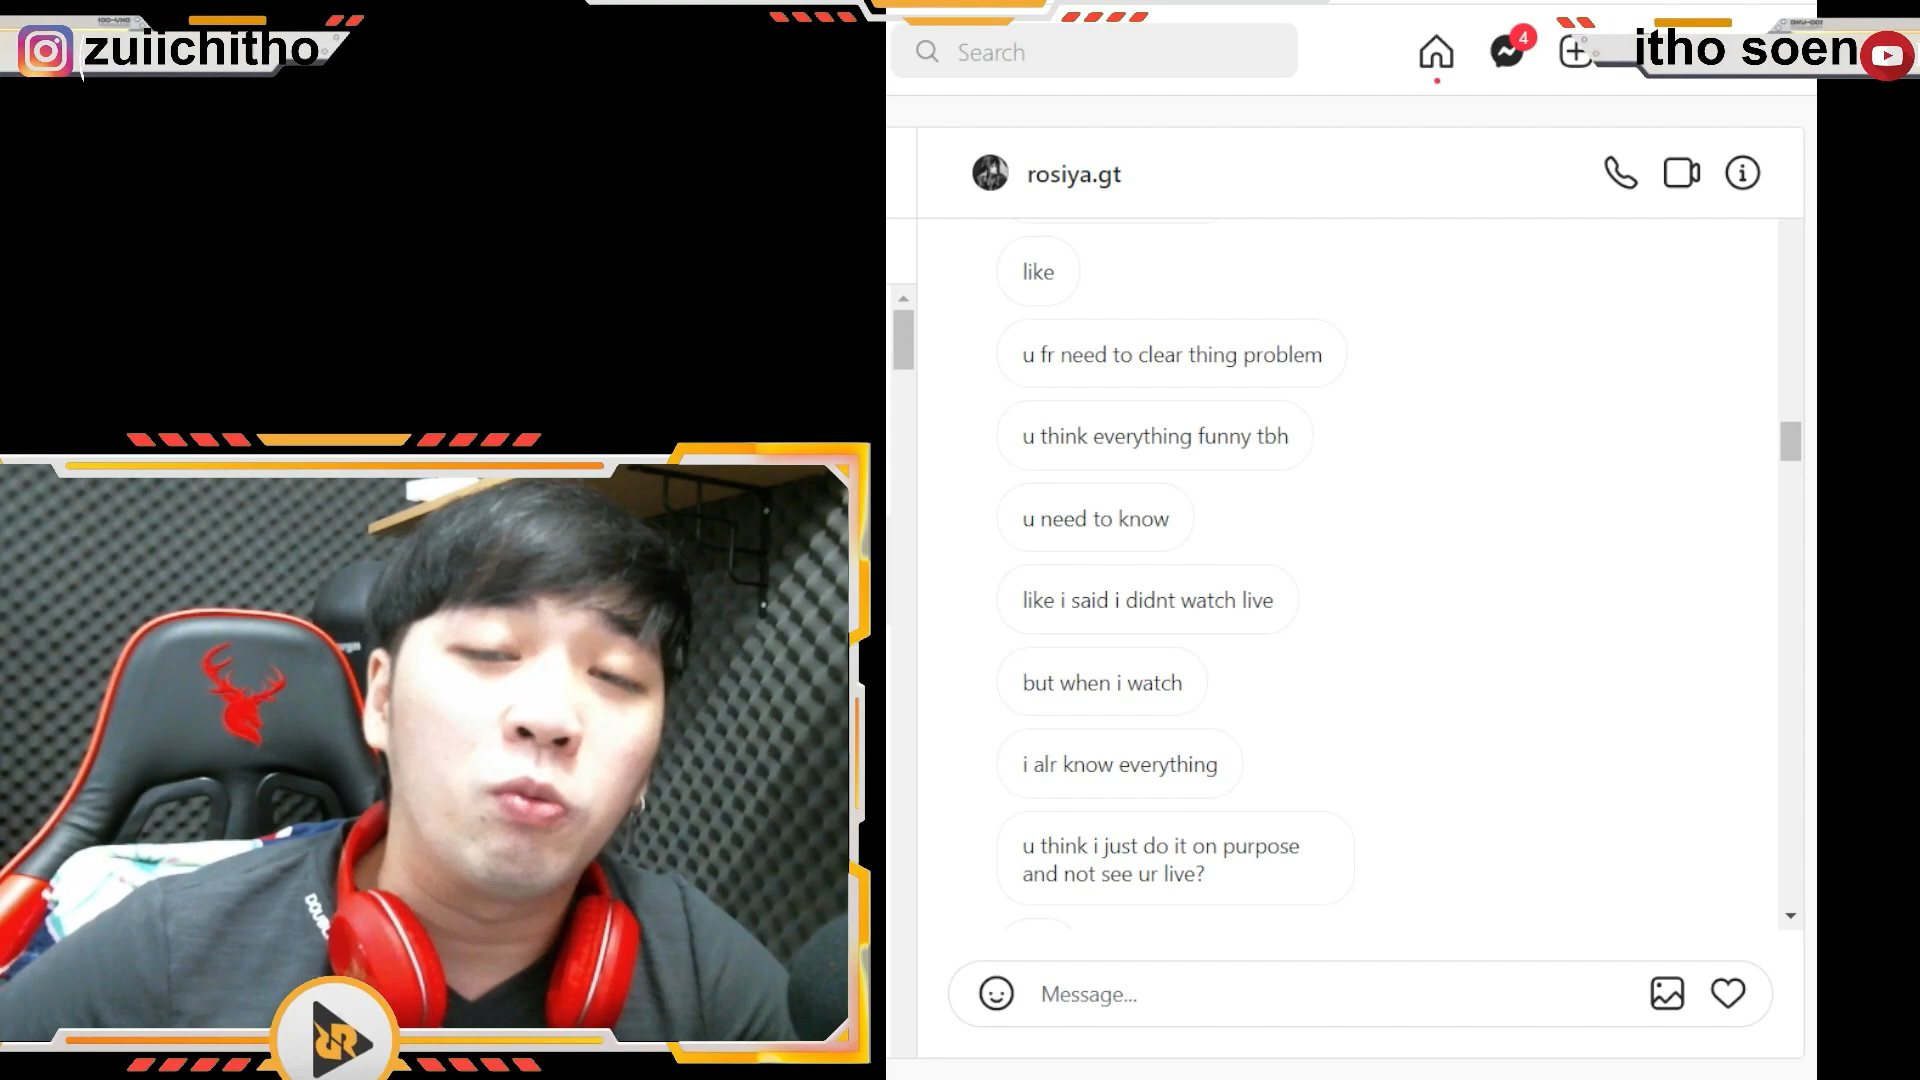 zuiichitho
Search
4
itho soen
rosiya.gt
like
u fr need to clear thing problem
u think everything funny tbh
u need to know
like i said i didnt watch live
but when i watch
i alr know everything
u think i just do it on purpose
and not see ur live?
Message...